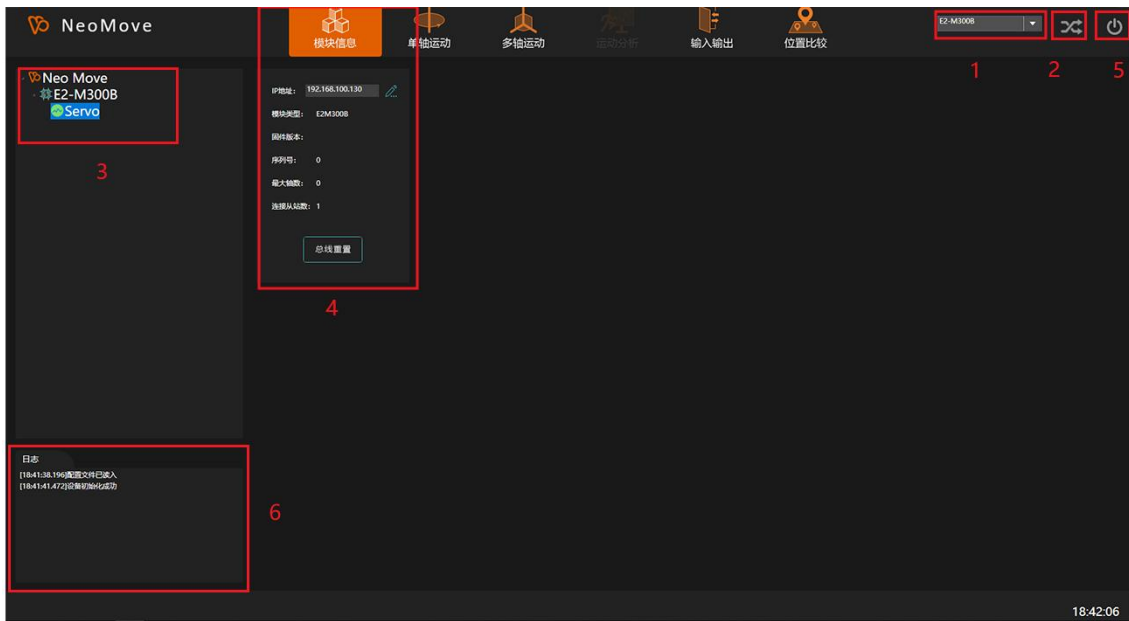 NeoMove
模块信息
单轴运动
多轴运动
运动分析
输入输出
位置比较
E2-M300B
1
2
5
Neo Move
E2-M300B
Servo
3
IP地址： 192.168.100.130
模块类型： E2M300B
固件版本：
序列号： 0
最大轴数： 0
连接从站数： 1
总线重置
4
日志
[18:41:38.196]配置文件已读入
[18:41:41.472]设备初始化成功
6
18:42:06